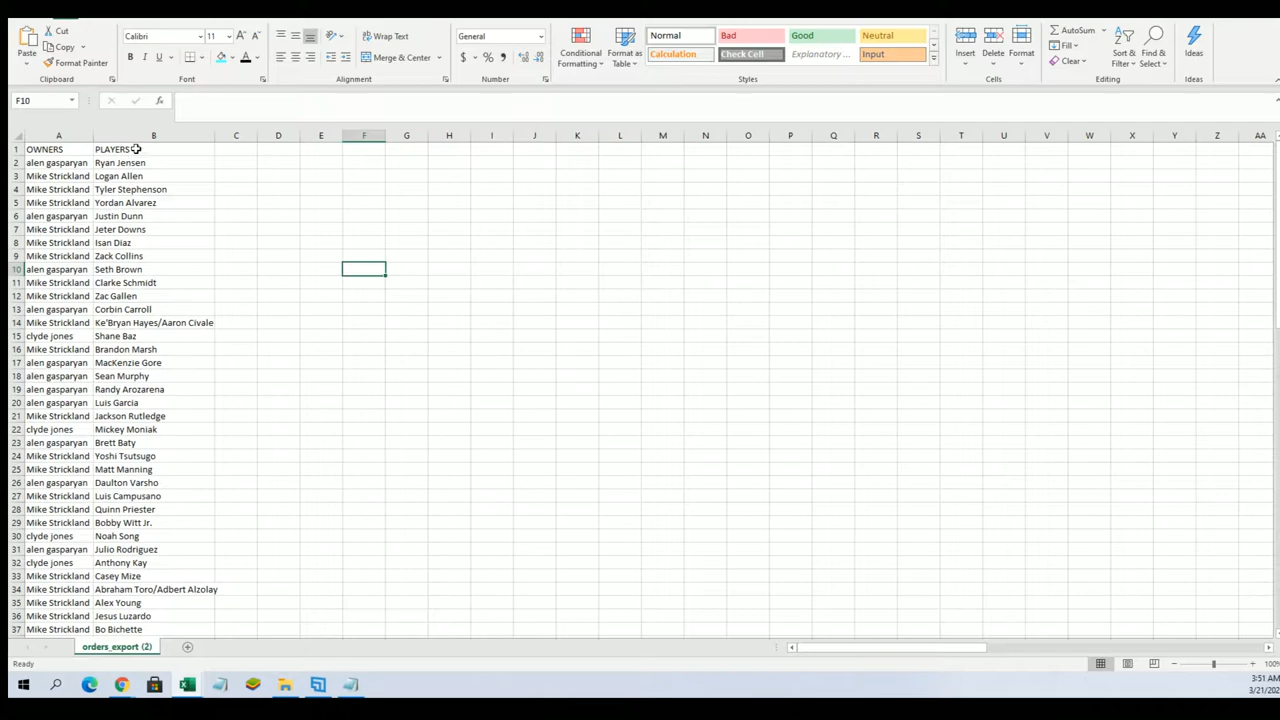 Cut
Copy
Format Painter
Paste
Clipboard
Calibri 11
B I U
Font
Wrap Text
Merge & Center
Alignment
General
$ % ,
Number
Conditional Formatting
Format as Table
Normal Bad Good Neutral
Calculation Check Cell Explanatory ... Input
Styles
Insert Delete Format
Cells
AutoSum
Fill
Clear
Sort & Filter
Find & Select
Editing
Ideas
Ideas
F10
fx
A B C D E F G H I J K L M N O P Q R S T U V W X Y Z AA
1 OWNERS PLAYERS
2 alen gasparyan Ryan Jensen
3 Mike Strickland Logan Allen
4 Mike Strickland Tyler Stephenson
5 Mike Strickland Yordan Alvarez
6 alen gasparyan Justin Dunn
7 Mike Strickland Jeter Downs
8 Mike Strickland Isan Diaz
9 Mike Strickland Zack Collins
10 alen gasparyan Seth Brown
11 Mike Strickland Clarke Schmidt
12 Mike Strickland Zac Gallen
13 alen gasparyan Corbin Carroll
14 Mike Strickland Ke'Bryan Hayes/Aaron Civale
15 clyde jones Shane Baz
16 Mike Strickland Brandon Marsh
17 alen gasparyan MacKenzie Gore
18 alen gasparyan Sean Murphy
19 alen gasparyan Randy Arozarena
20 alen gasparyan Luis Garcia
21 Mike Strickland Jackson Rutledge
22 clyde jones Mickey Moniak
23 alen gasparyan Brett Baty
24 Mike Strickland Yoshi Tsutsugo
25 Mike Strickland Matt Manning
26 alen gasparyan Daulton Varsho
27 Mike Strickland Luis Campusano
28 Mike Strickland Quinn Priester
29 Mike Strickland Bobby Witt Jr.
30 clyde jones Noah Song
31 alen gasparyan Julio Rodriguez
32 clyde jones Anthony Kay
33 Mike Strickland Casey Mize
34 Mike Strickland Abraham Toro/Adbert Alzolay
35 Mike Strickland Alex Young
36 Mike Strickland Jesus Luzardo
37 Mike Strickland Bo Bichette
orders_export (2)
Ready
100%
3:51 AM
3/21/202